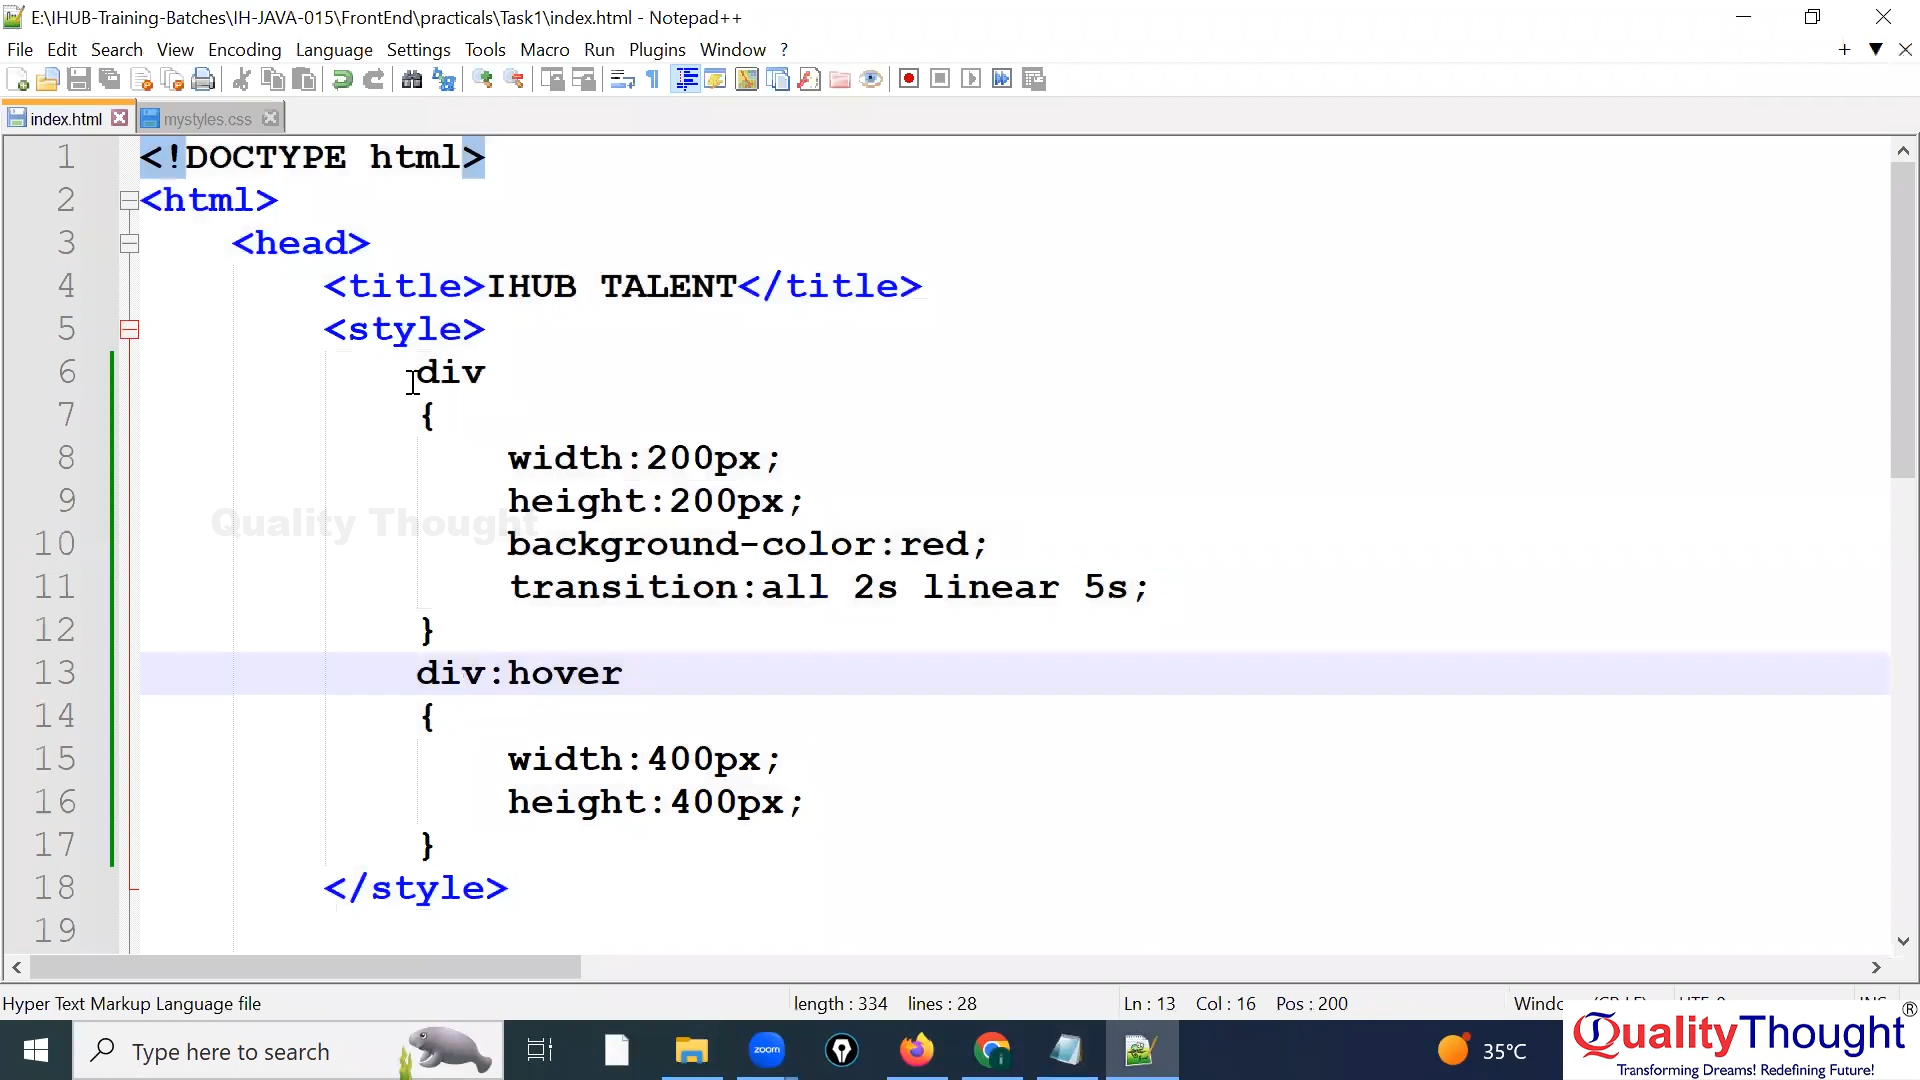 E:\IHUB-Training-Batches\IH-JAVA-015\FrontEnd\practicals\Task1\index.html - Notepad++
File Edit Search View Encoding Language Settings Tools Macro Run Plugins Window ?
index.html mystyles.css
1 <!DOCTYPE html>
2 <html>
3 <head>
4 <title>IHUB TALENT</title>
5 <style>
6 div
7 {
8 width:200px;
9 height:200px;
Quality Thought
10 background-color:red;
11 transition:all 2s linear 5s;
12 }
13 div:hover
14 {
15 width:400px;
16 height:400px;
17 }
18 </style>
19
Hyper Text Markup Language file length : 334 lines : 28 Ln : 13 Col : 16 Pos : 200
Type here to search zoom 35°C
QualityThought®
Transforming Dreams! Redefining Future!